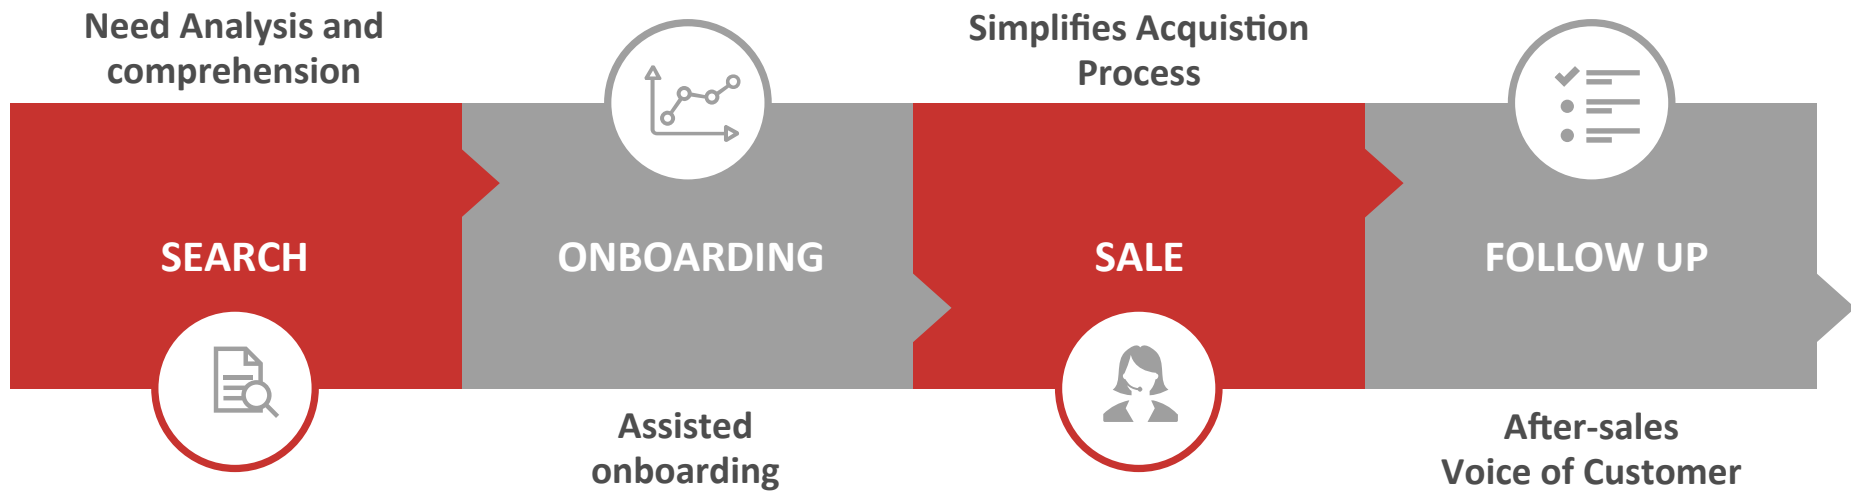 Need Analysis and
comprehension
SEARCH
ONBOARDING
Assisted
onboarding
Simplifies Acquistion
Process
SALE
FOLLOW UP
After-sales
Voice of Customer